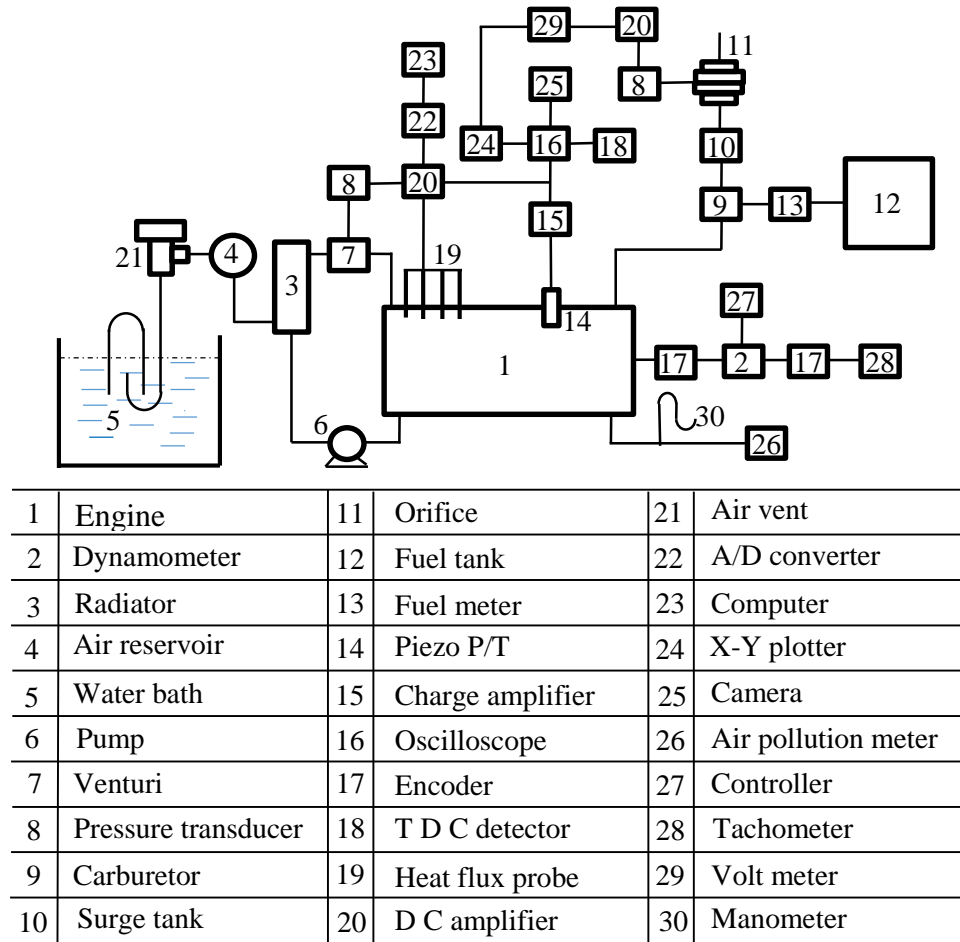 29 20 11
23 8
25
22 24 16 18 10
8 20 9 13 12
15
21 4 7 19
3 27
14
1 17 2 17 28
5 6 30
26
1 Engine 11 Orifice 21 Air vent
2 Dynamometer 12 Fuel tank 22 A/D converter
3 Radiator 13 Fuel meter 23 Computer
4 Air reservoir 14 Piezo P/T 24 X-Y plotter
5 Water bath 15 Charge amplifier 25 Camera
6 Pump 16 Oscilloscope 26 Air pollution meter
7 Venturi 17 Encoder 27 Controller
8 Pressure transducer 18 T D C detector 28 Tachometer
9 Carburetor 19 Heat flux probe 29 Volt meter
10 Surge tank 20 D C amplifier 30 Manometer